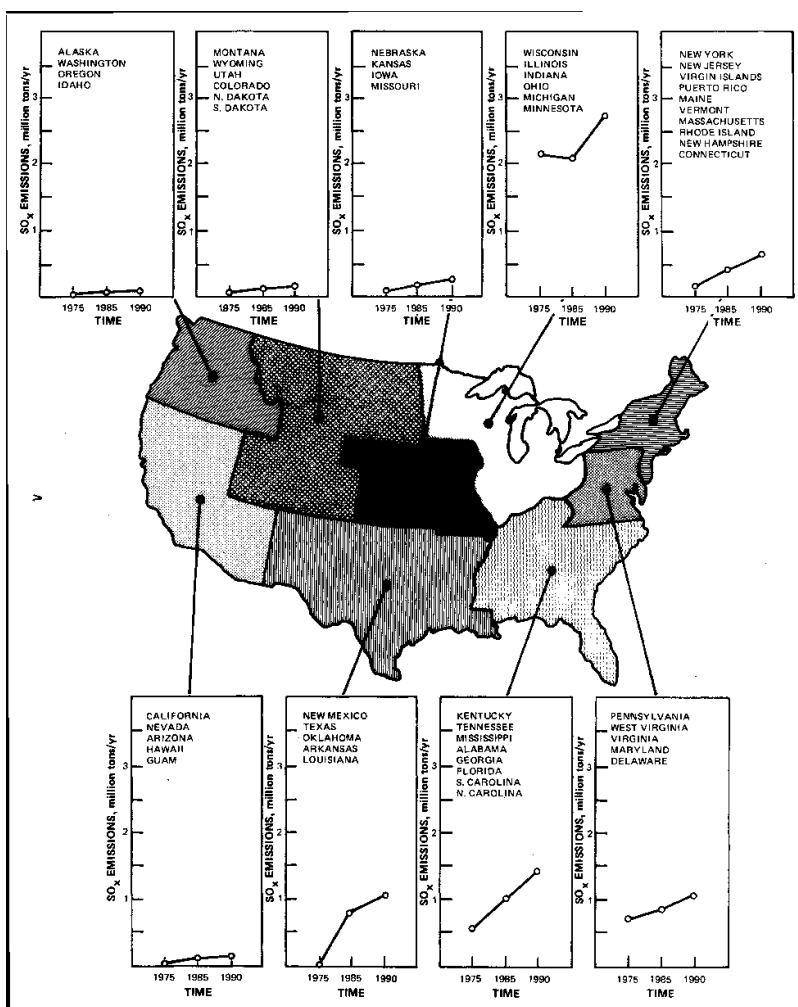 SOx EMISSIONS, million tons/yr
ALASKA
WASHINGTON
OREGON
IDAHO
3
2
1
1975 1985 1990
TIME
SOx EMISSIONS, million tons/yr
MONTANA
WYOMING
UTAH
COLORADO
N. DAKOTA
S. DAKOTA
3
2
1
1975 1985 1990
TIME
SOx EMISSIONS, million tons/yr
NEBRASKA
KANSAS
IOWA
MISSOURI
3
2
1
1975 1985 1990
TIME
SOx EMISSIONS, million tons/yr
WISCONSIN
ILLINOIS
INDIANA
OHIO
MICHIGAN
MINNESOTA
3
2
1
1975 1985 1990
TIME
SOx EMISSIONS, million tons/yr
NEW YORK
NEW JERSEY
VIRGIN ISLANDS
PUERTO RICO
MAINE
VERMONT
MASSACHUSETTS
RHODE ISLAND
NEW HAMPSHIRE
CONNECTICUT
3
2
1
1975 1985 1990
TIME
SOx EMISSIONS, million tons/yr
CALIFORNIA
NEVADA
ARIZONA
HAWAII
GUAM
3
2
1
1975 1985 1990
TIME
SOx EMISSIONS, million tons/yr
NEW MEXICO
TEXAS
OKLAHOMA
ARKANSAS
LOUISIANA
3
2
1
1975 1985 1990
TIME
SOx EMISSIONS, million tons/yr
KENTUCKY
TENNESSEE
MISSISSIPPI
ALABAMA
GEORGIA
FLORIDA
S. CAROLINA
N. CAROLINA
3
2
1
1975 1985 1990
TIME
SOx EMISSIONS, million tons/yr
PENNSYLVANIA
WEST VIRGINIA
VIRGINIA
MARYLAND
DELAWARE
3
2
1
1975 1985 1990
TIME